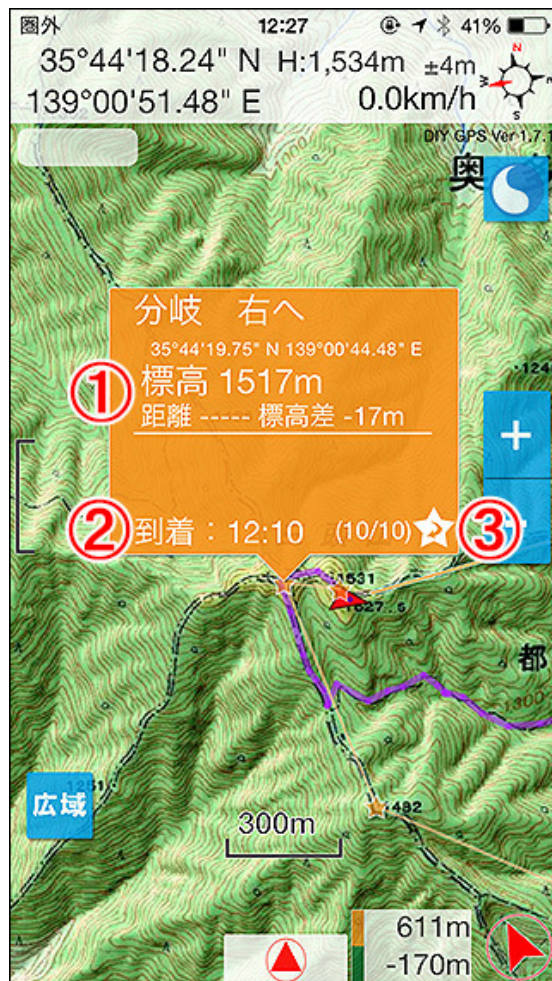 圏外 12:27 41%
35°44'18.24" N H:1,534m ±4m
139°00'51.48" E 0.0km/h
N
W
S
DIY GPS Ver 1.7.1
奥
分岐 右へ
35°44'19.75" N 139°00'44.48" E
① 標高 1517m
距離 ----- 標高差 -17m
② 到着：12:10 (10/10) ③
+
1531
1300
都
広域
300m
482
611m
-170m